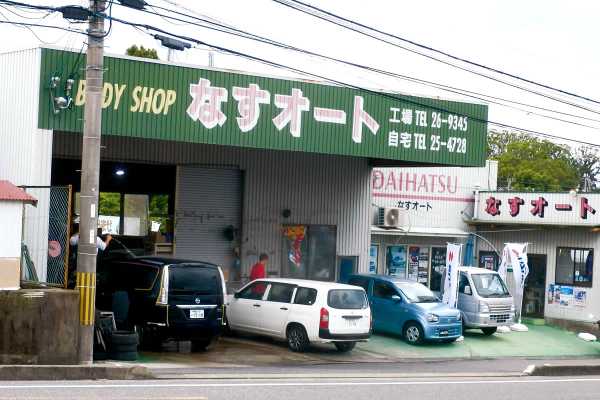 BODY SHOP
なすオート
工場 TEL 26-9345
自宅 TEL 25-4728
DAIHATSU
なすオート
なすオート